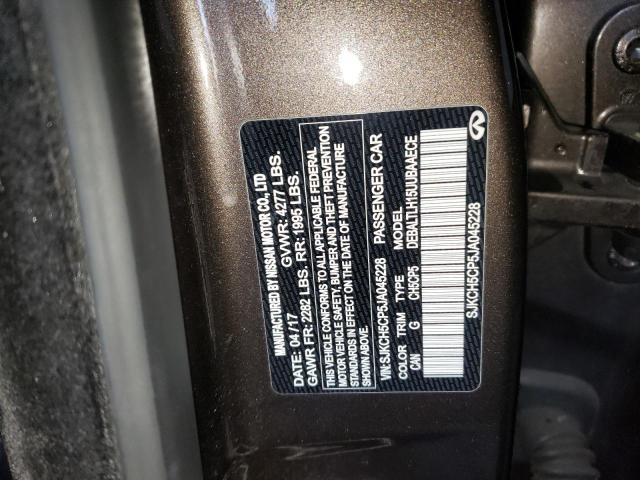 MANUFACTURED BY NISSAN MOTOR CO., LTD
DATE: 04/17 GVWR: 4277 LBS.
GAWR FR: 2282 LBS. RR: 1995 LBS.
THIS VEHICLE CONFORMS TO ALL APPLICABLE FEDERAL
MOTOR VEHICLE SAFETY, BUMPER AND THEFT PREVENTION
STANDARDS IN EFFECT ON THE DATE OF MANUFACTURE
SHOWN ABOVE.
VIN:SJKCH5CP5JA045228 PASSENGER CAR
COLOR TRIM TYPE MODEL
CAN G CH5CP5 DEBALTLH15UUBAAECE
SJKCH5CP5JA045228